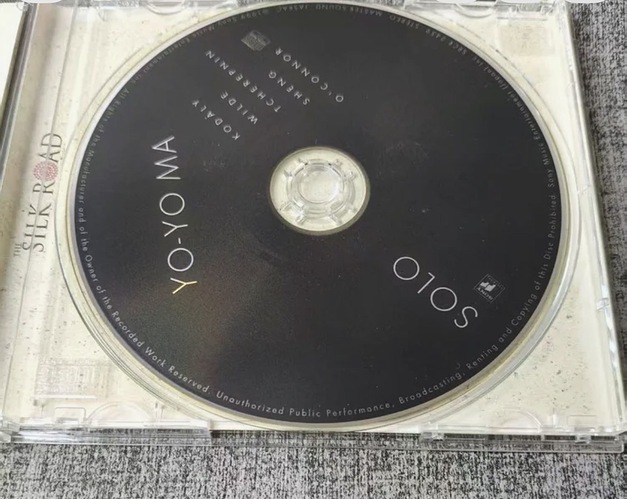 YO-YO MA
SOLO
KODALY
WILDE
TCHEREPNIN
SHENG
O'CONNOR
THE
SILK ROAD
and of the Owner of the Recorded Work Reserved. Unauthorized Public Performance, Broadcasting, Renting and Copying of this Disc Prohibited.